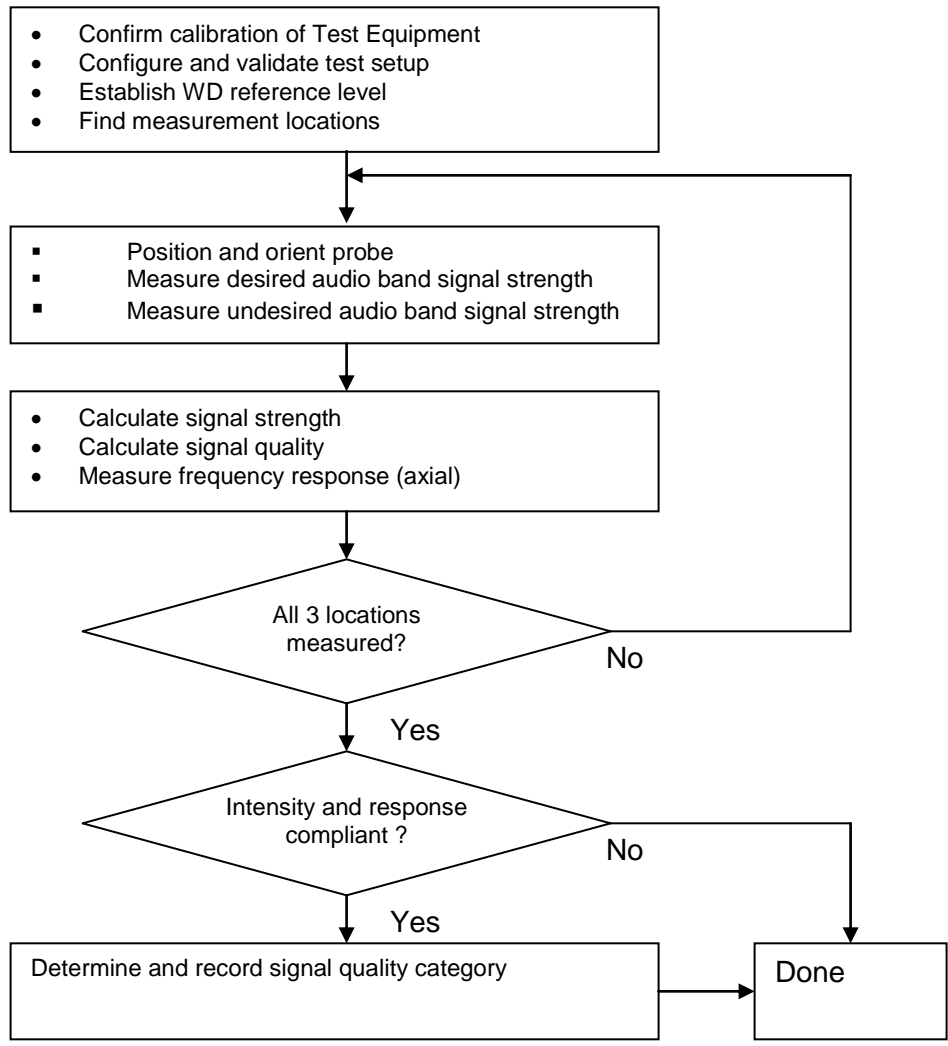 • Confirm calibration of Test Equipment
• Configure and validate test setup
• Establish WD reference level
• Find measurement locations
▪ Position and orient probe
▪ Measure desired audio band signal strength
▪ Measure undesired audio band signal strength
• Calculate signal strength
• Calculate signal quality
• Measure frequency response (axial)
All 3 locations
measured?
No
Yes
Intensity and response
compliant ?
No
Yes
Determine and record signal quality category
Done